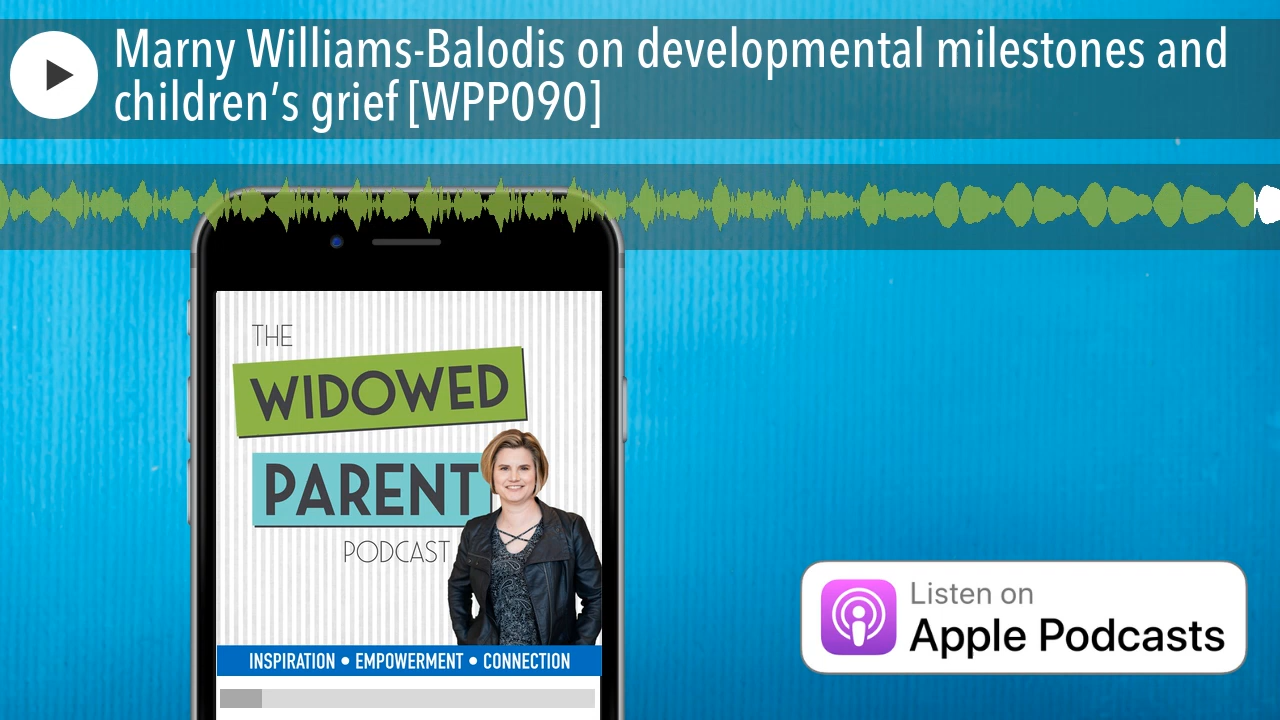 Marny Williams-Balodis on developmental milestones and
children’s grief [WPP090]
THE
WIDOWED
PARENT
PODCAST
INSPIRATION • EMPOWERMENT • CONNECTION
Listen on
Apple Podcasts